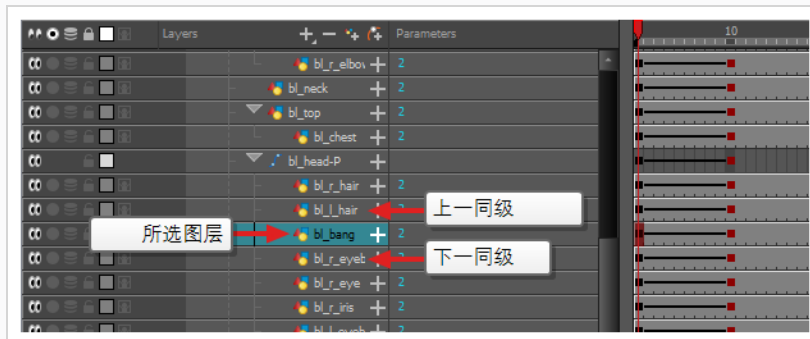 Layers Parameters 10
bl_r_elbov 2
bl_neck 2
bl_top 2
bl_chest 2
bl_head-P
bl_r_hair 2
bl_l_hair 上一同级
所选图层 bl_bang 2
bl_r_eyeb 下一同级
bl_r_eye 2
bl_r_iris 2